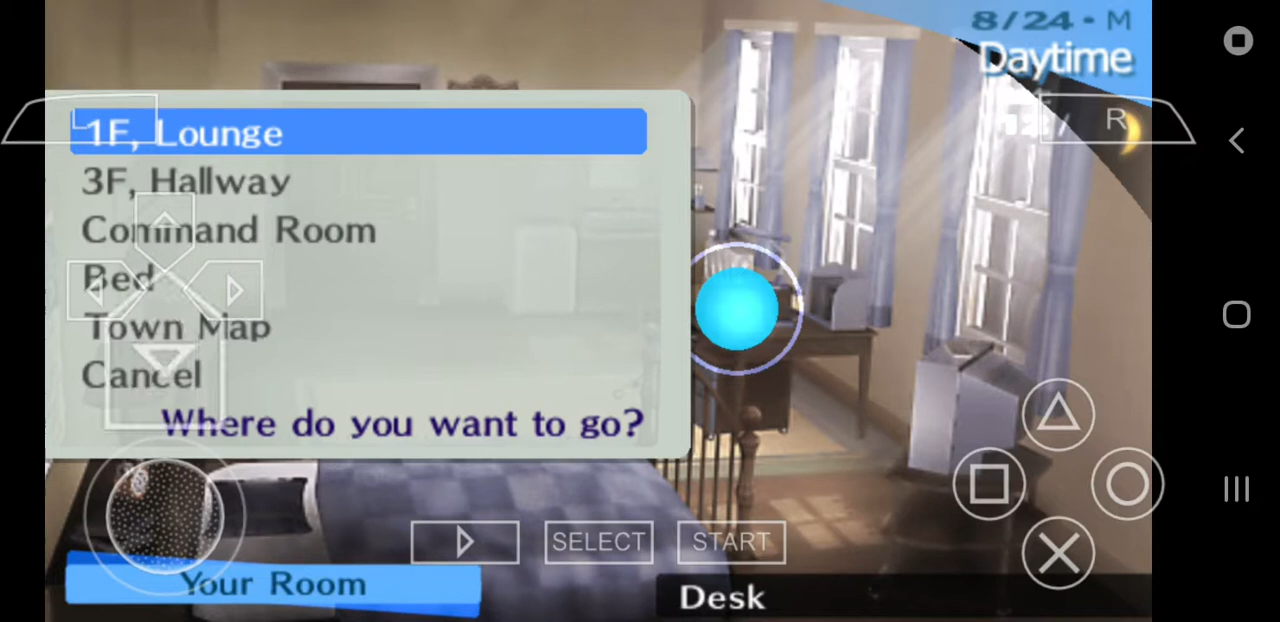 8/24 • M
Daytime
L
R
1F, Lounge
3F, Hallway
Command Room
Bed
Town Map
Cancel
Where do you want to go?
SELECT
START
Your Room
Desk